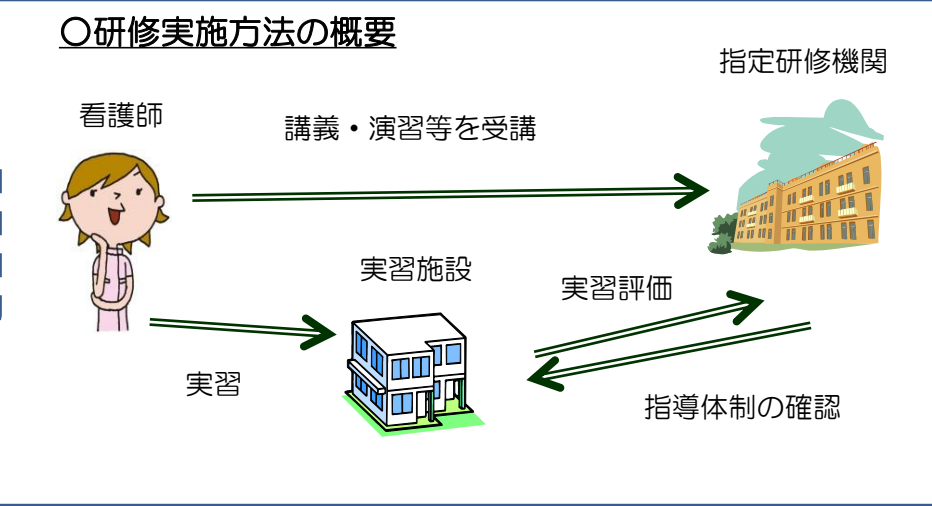 〇研修実施方法の概要
指定研修機関
看護師
講義・演習等を受講
実習施設
実習評価
実習
指導体制の確認